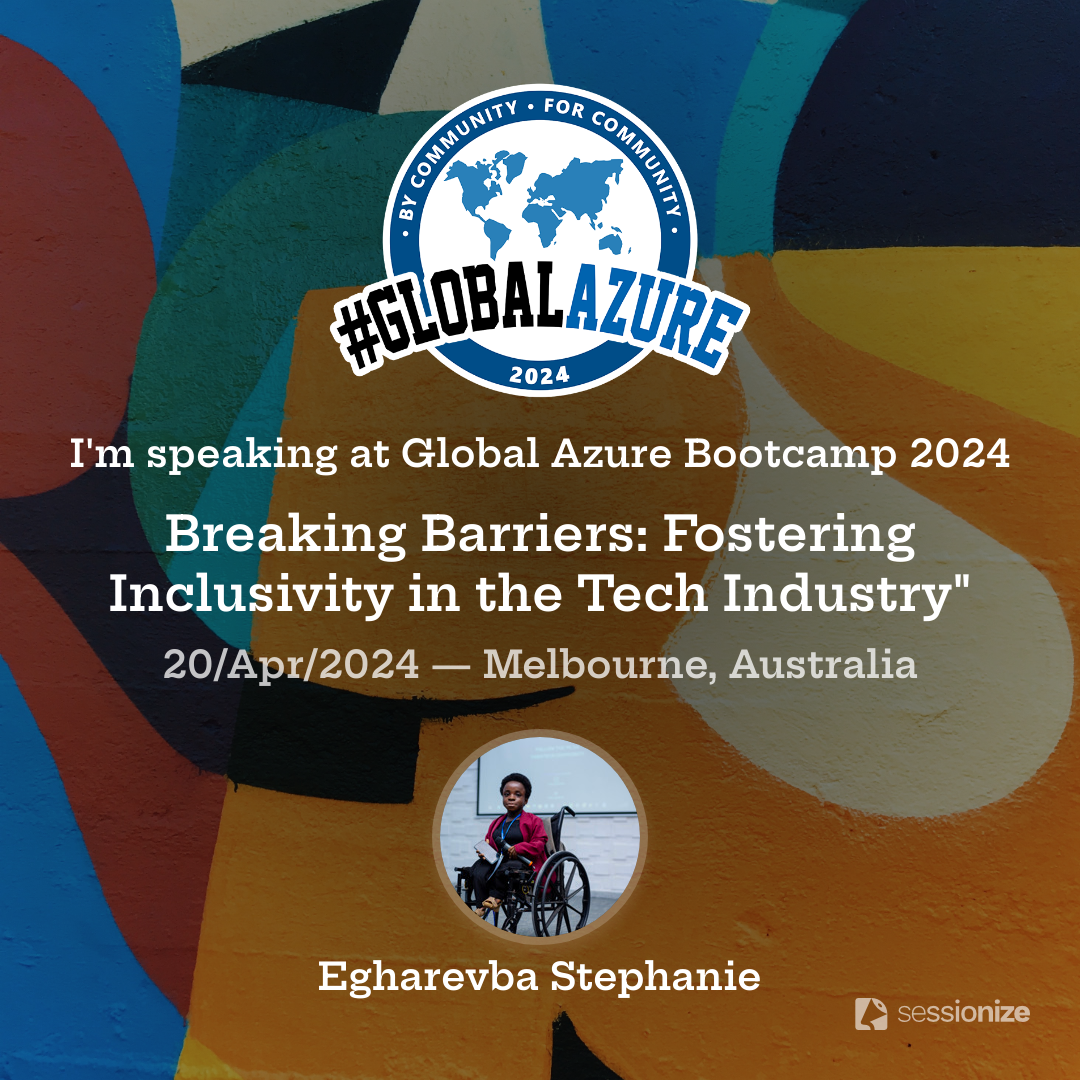 • BY COMMUNITY • FOR COMMUNITY •
#GLOBALAZURE
2024
I'm speaking at Global Azure Bootcamp 2024
Breaking Barriers: Fostering
Inclusivity in the Tech Industry"
20/Apr/2024 — Melbourne, Australia
Egharevba Stephanie
sessionize